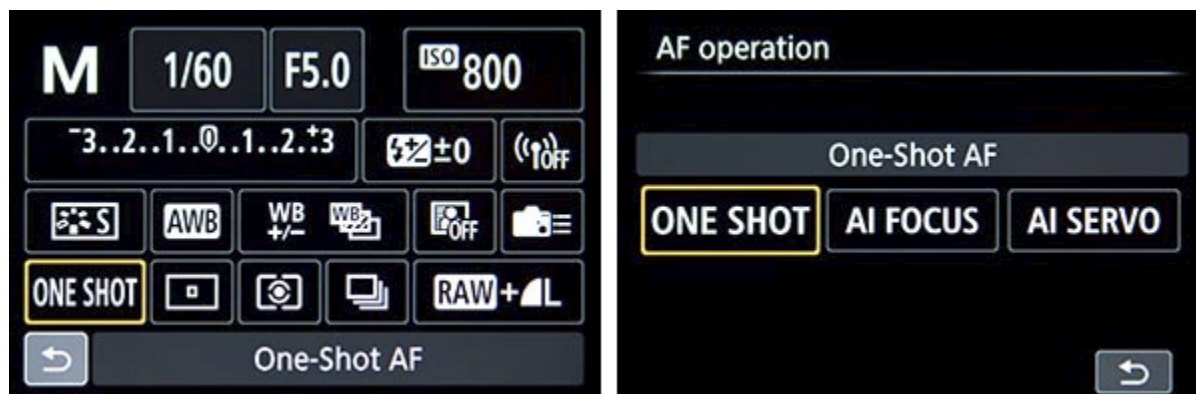 M 1/60 F5.0 ISO 800
-3..2..1..0..1..2.+3 ±0 OFF
S AWB WB +/- WB OFF
ONE SHOT RAW+L
One-Shot AF
AF operation
One-Shot AF
ONE SHOT AI FOCUS AI SERVO